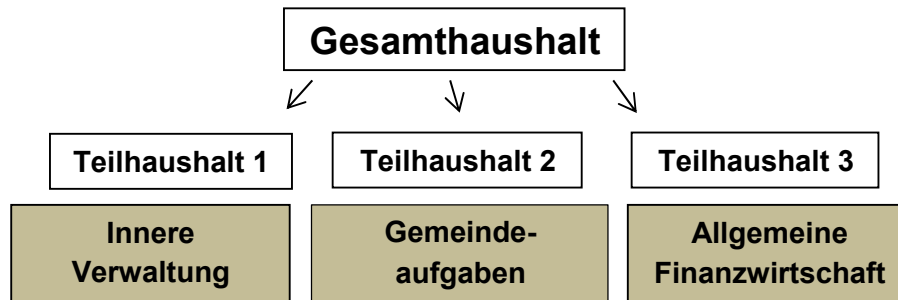 Gesamthaushalt
Teilhaushalt 1
Teilhaushalt 2
Teilhaushalt 3
Innere
Verwaltung
Gemeinde-
aufgaben
Allgemeine
Finanzwirtschaft